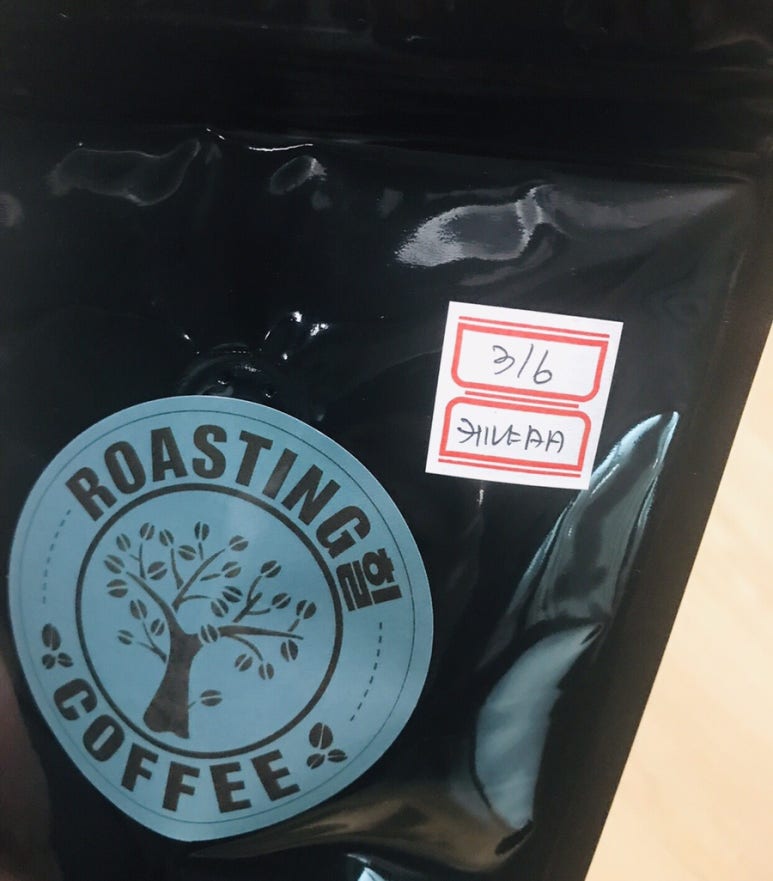 3/6
케냐AA
ROASTING힐
COFFEE